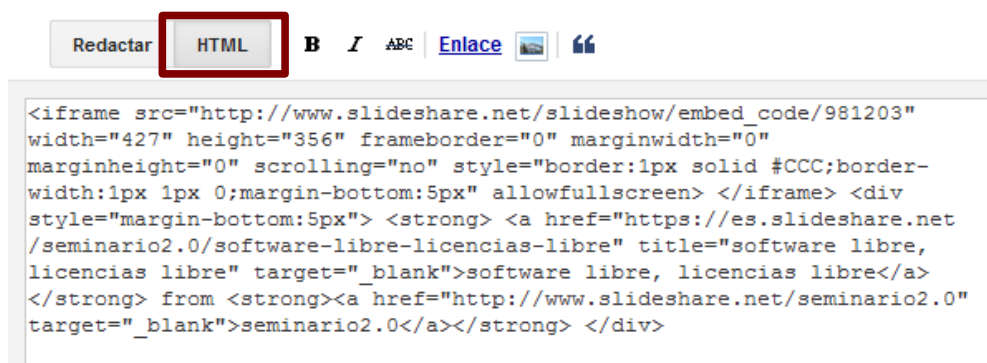 Redactar HTML B I ABC Enlace
<iframe src="http://www.slideshare.net/slideshow/embed_code/981203"
width="427" height="356" frameborder="0" marginwidth="0"
marginheight="0" scrolling="no" style="border:1px solid #CCC;border-
width:1px 1px 0;margin-bottom:5px" allowfullscreen> </iframe> <div
style="margin-bottom:5px"> <strong> <a href="https://es.slideshare.net
/seminario2.0/software-libre-licencias-libre" title="software libre,
licencias libre" target="_blank">software libre, licencias libre</a>
</strong> from <strong><a href="http://www.slideshare.net/seminario2.0"
target="_blank">seminario2.0</a></strong> </div>